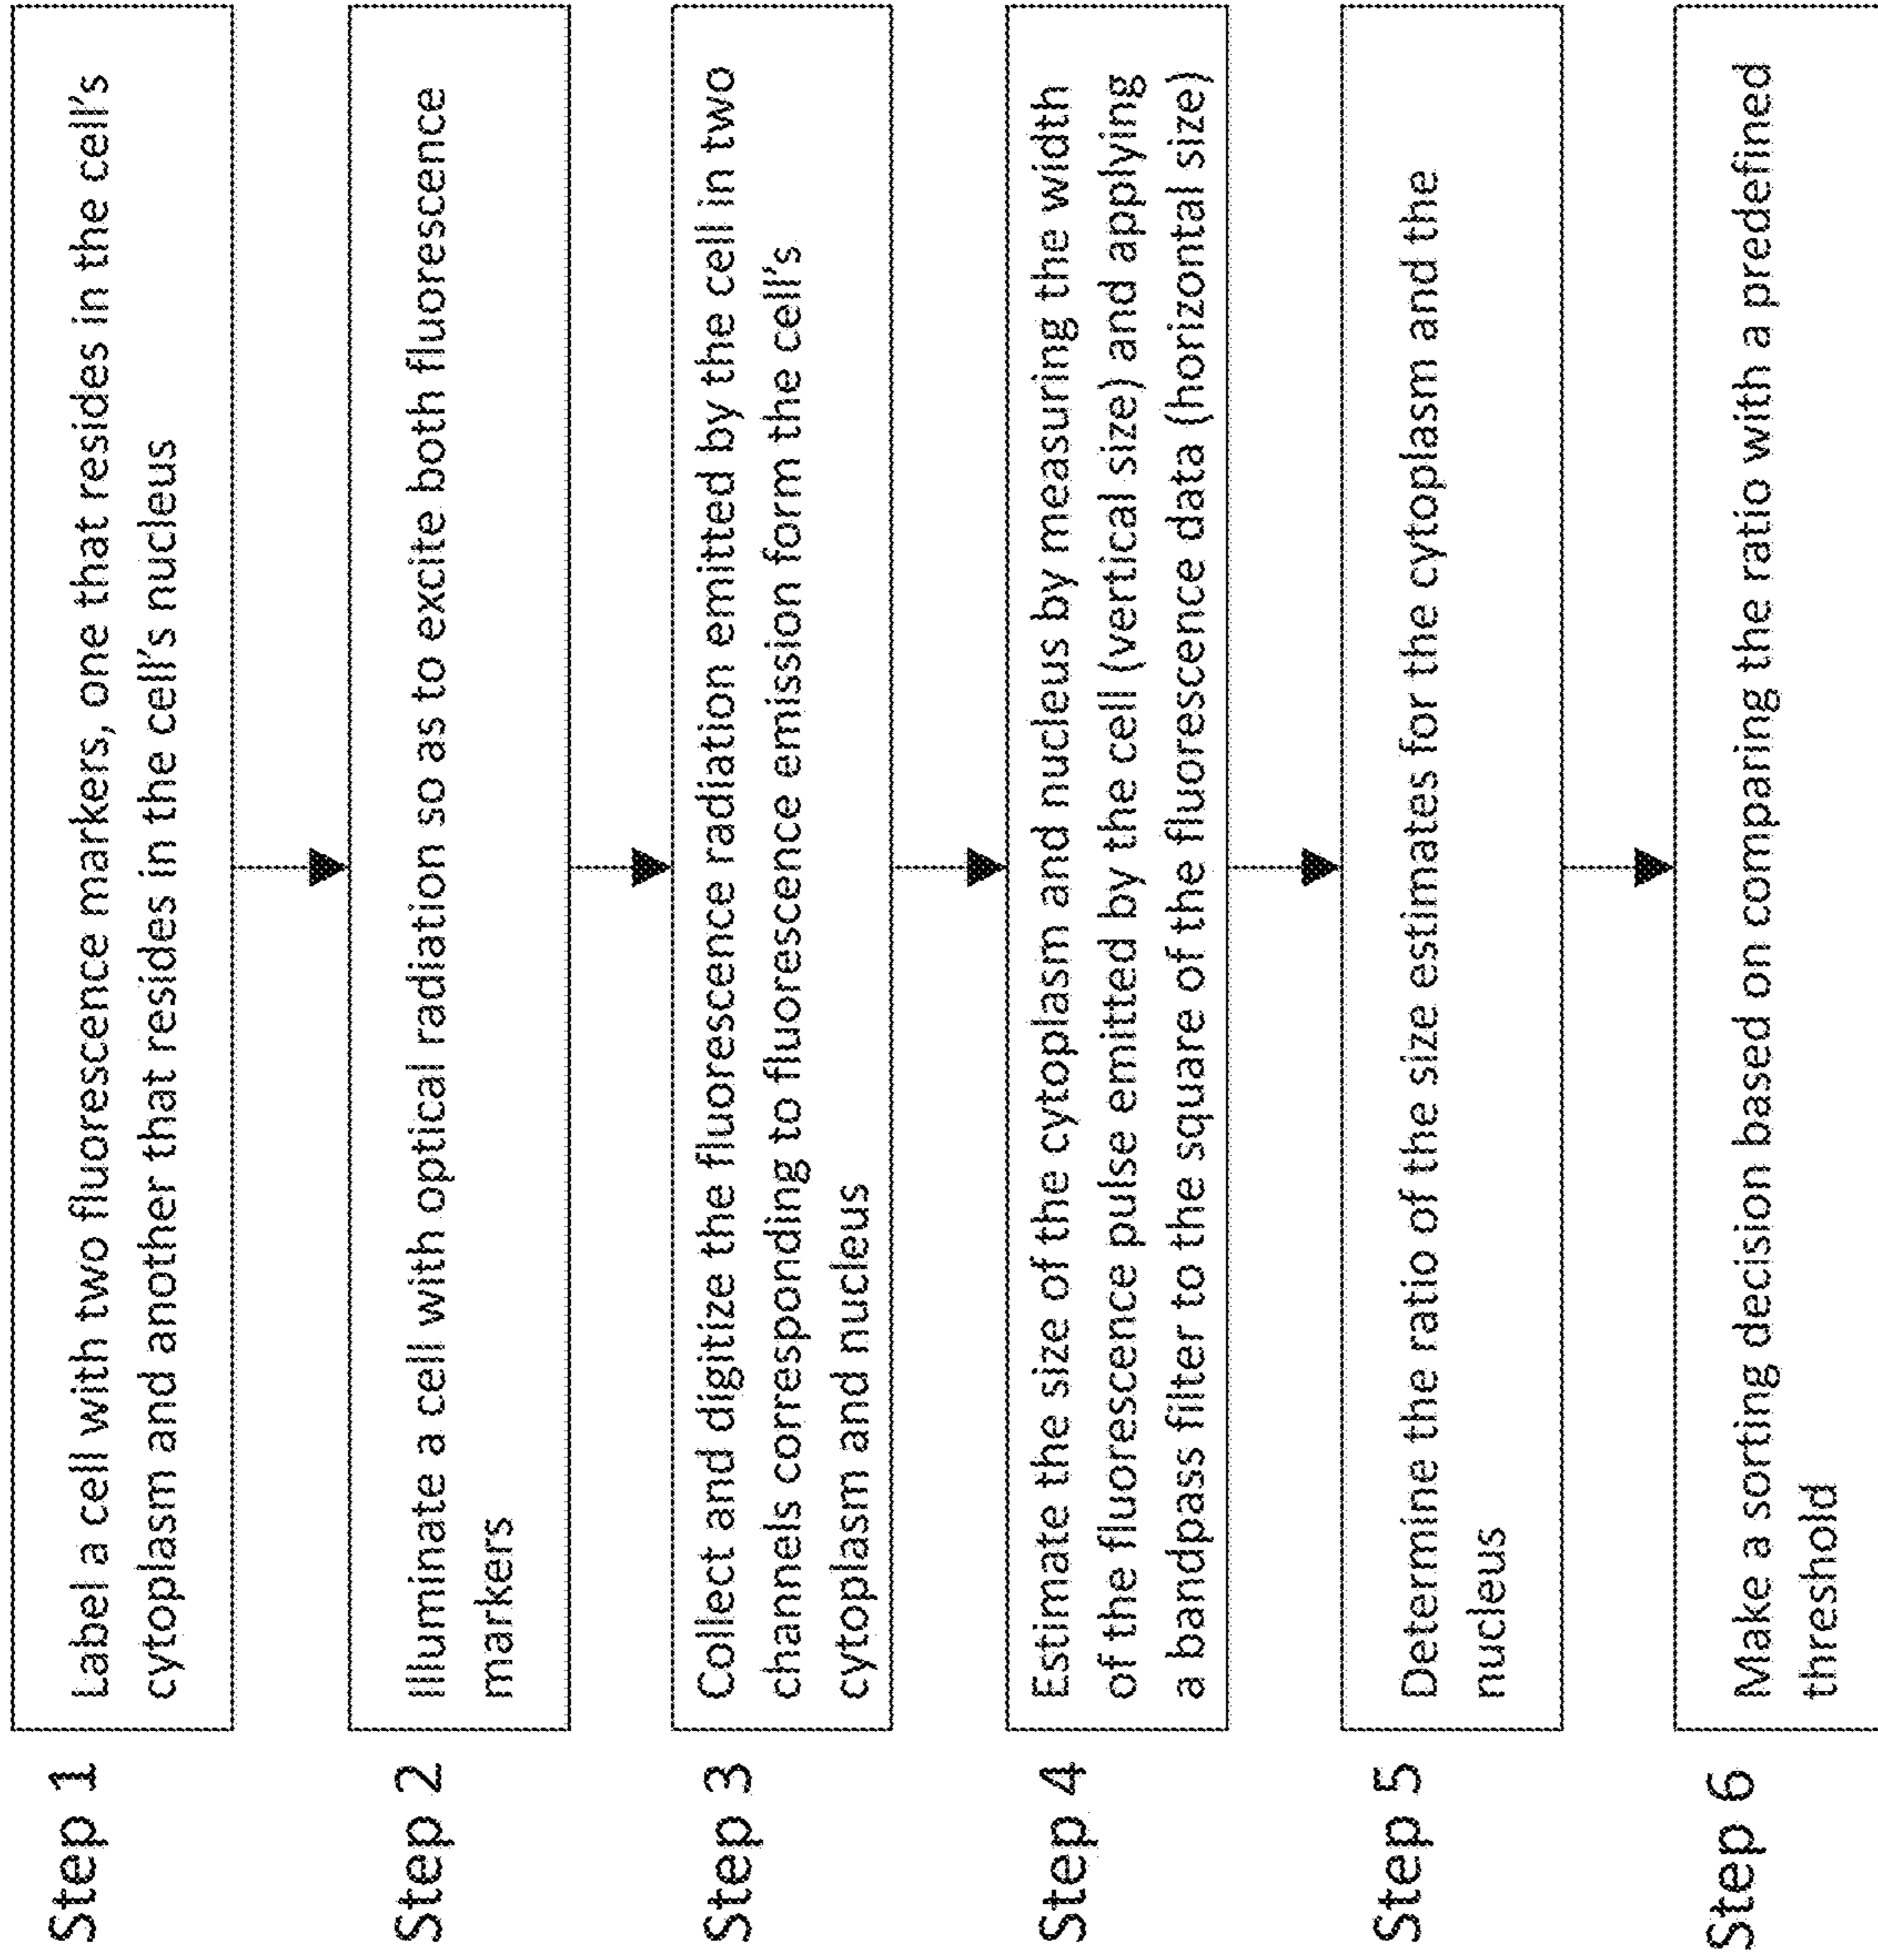 Step 1
Label a cell with two fluorescence markers, one that resides in the cell's
cytoplasm and another that resides in the cell's nucleus
Step 2
Illuminate a cell with optical radiation so as to excite both fluorescence
markers
Step 3
Collect and digitize the fluorescence radiation emitted by the cell in two
channels corresponding to fluorescence emission form the cell's
cytoplasm and nucleus
Step 4
Estimate the size of the cytoplasm and nucleus by measuring the width
of the fluorescence pulse emitted by the cell (vertical size) and applying
a bandpass filter to the square of the fluorescence data (horizontal size)
Step 5
Determine the ratio of the size estimates for the cytoplasm and the
nucleus
Step 6
Make a sorting decision based on comparing the ratio with a predefined
threshold